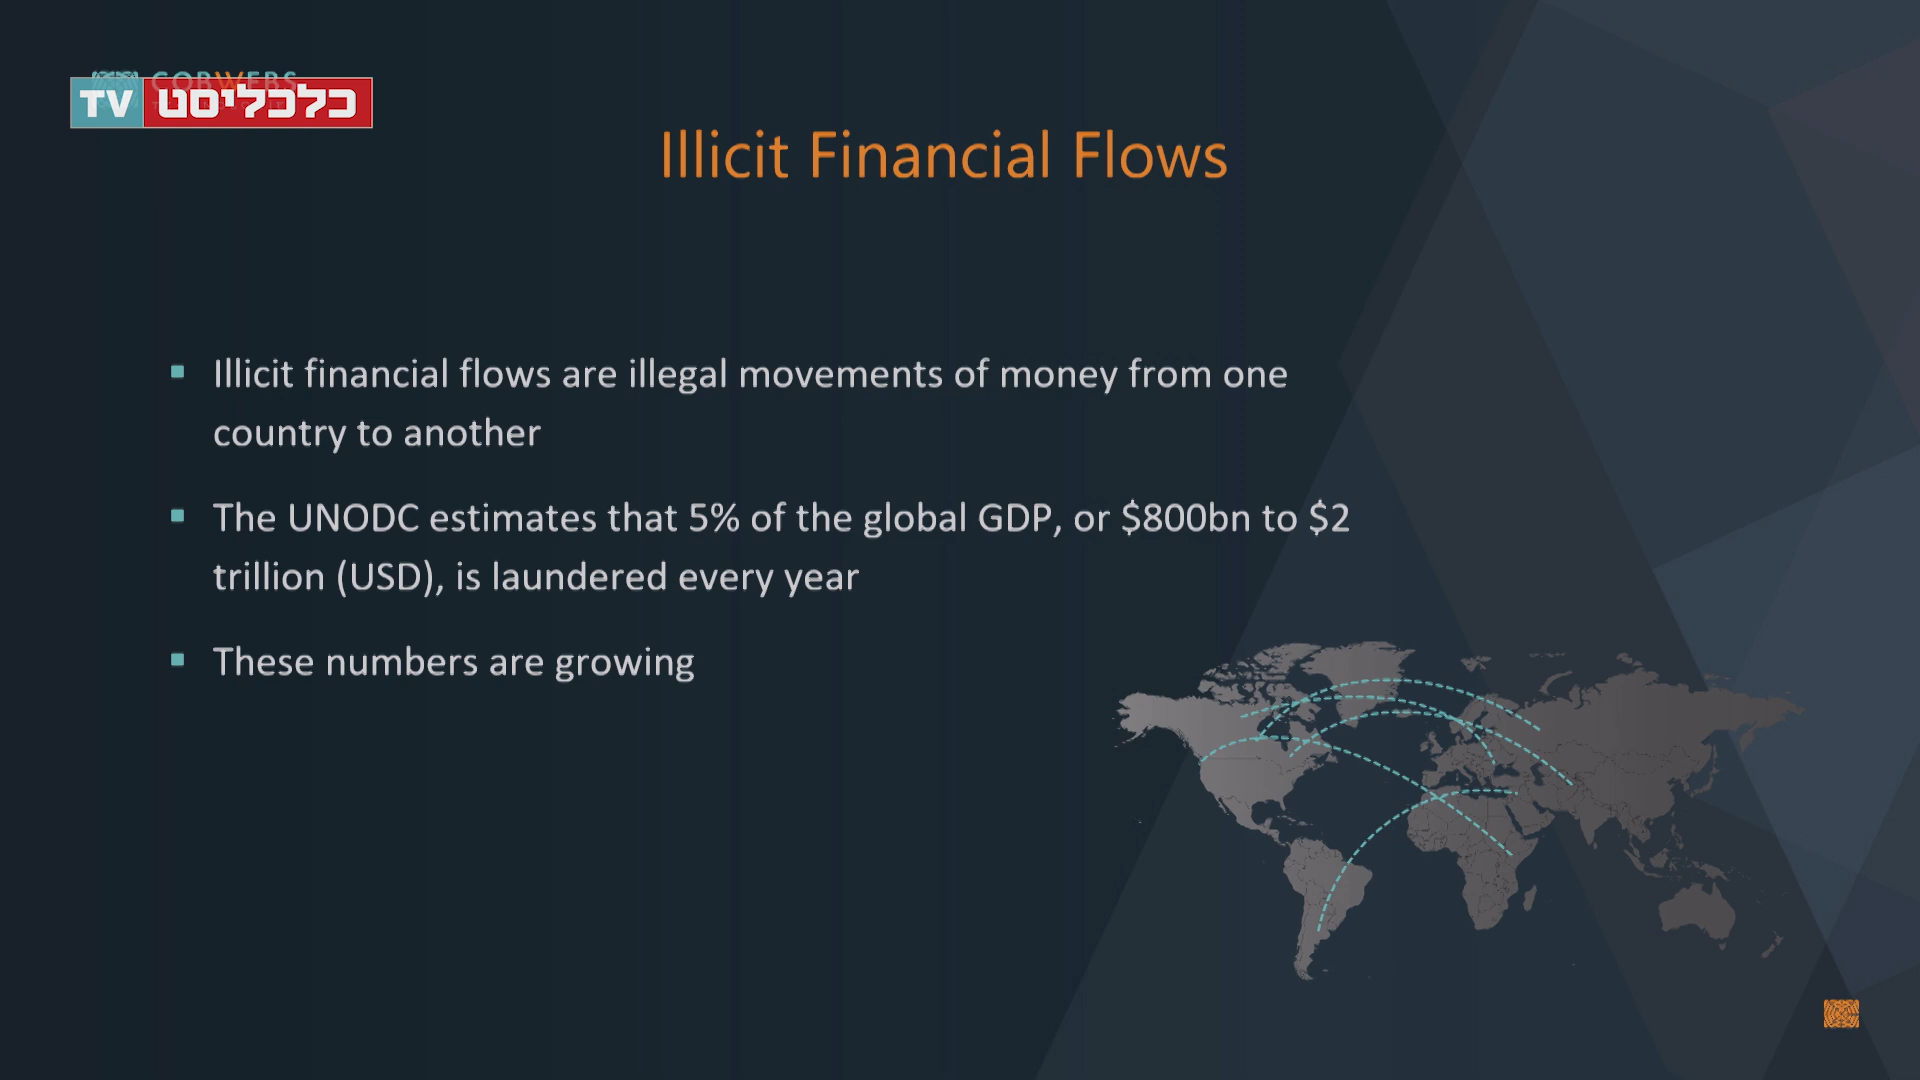 COBWEBS
TV כלכליסט
Illicit Financial Flows
Illicit financial flows are illegal movements of money from one
country to another
The UNODC estimates that 5% of the global GDP, or $800bn to $2
trillion (USD), is laundered every year
These numbers are growing